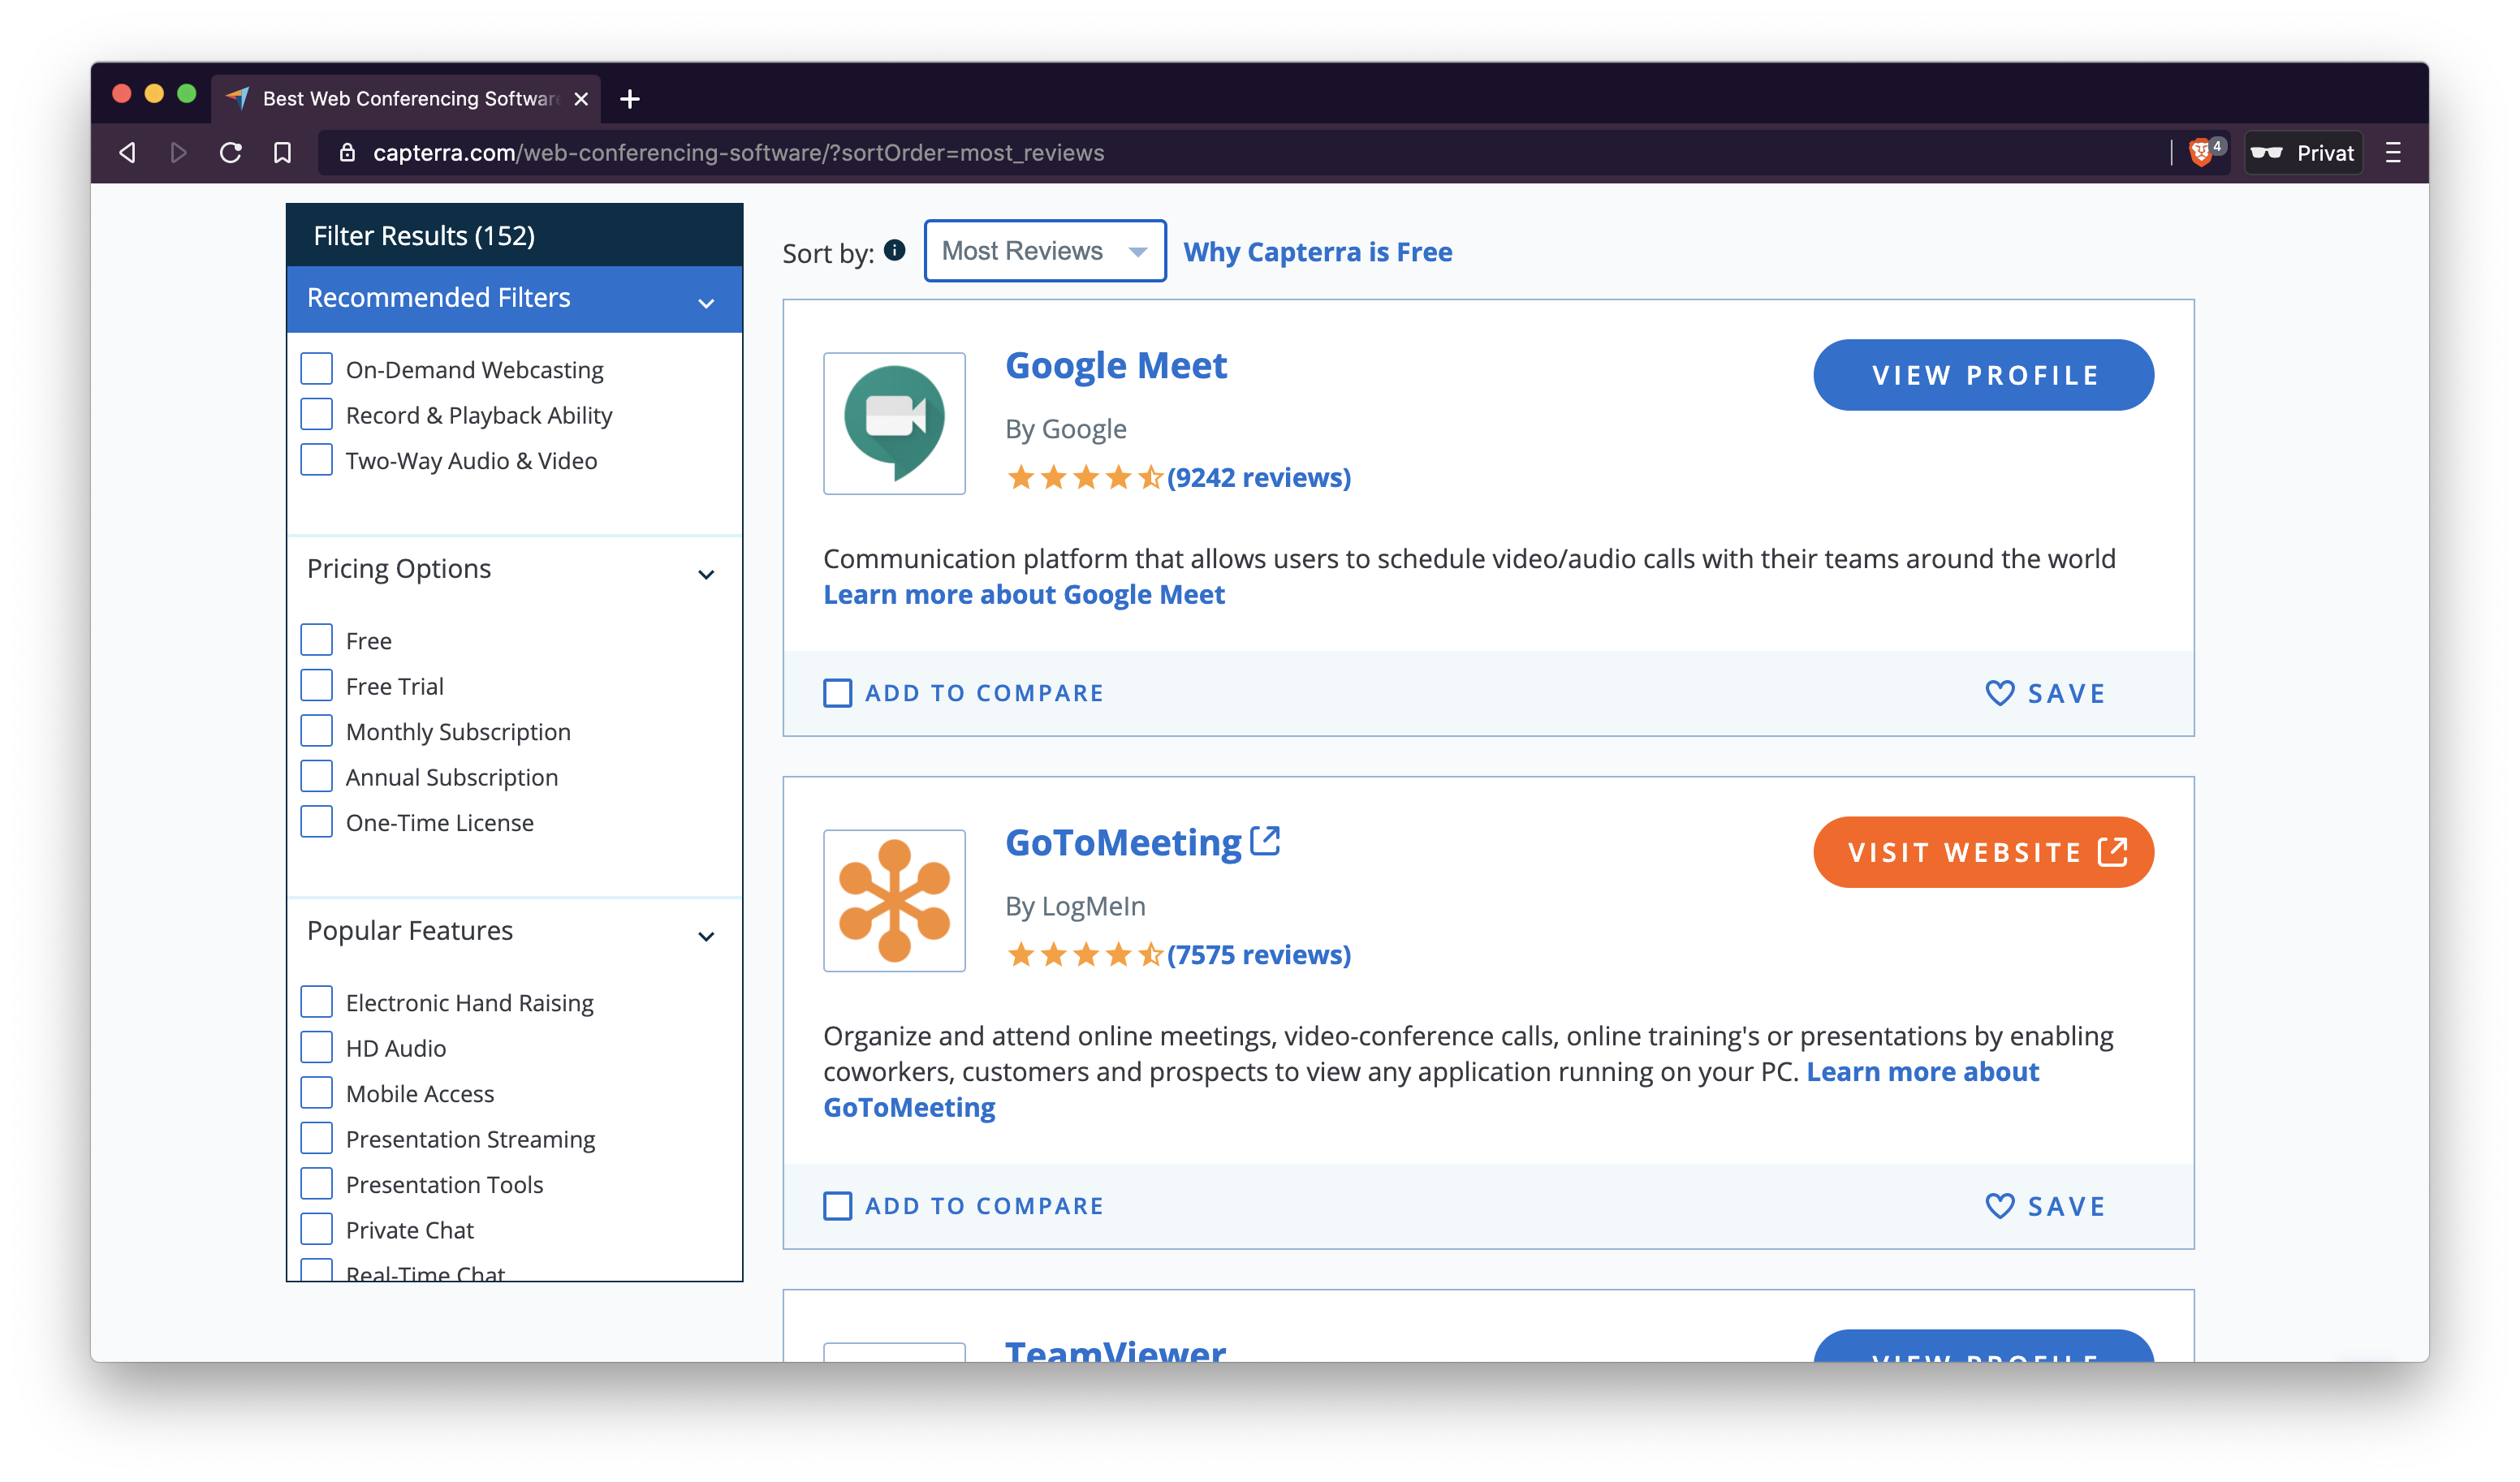 Best Web Conferencing Software
capterra.com/web-conferencing-software/?sortOrder=most_reviews
4
Privat
Filter Results (152)
Recommended Filters
On-Demand Webcasting
Record & Playback Ability
Two-Way Audio & Video
Pricing Options
Free
Free Trial
Monthly Subscription
Annual Subscription
One-Time License
Popular Features
Electronic Hand Raising
HD Audio
Mobile Access
Presentation Streaming
Presentation Tools
Private Chat
Real-Time Chat
Sort by:
Most Reviews
Why Capterra is Free
Google Meet
VIEW PROFILE
By Google
(9242 reviews)
Communication platform that allows users to schedule video/audio calls with their teams around the world
Learn more about Google Meet
ADD TO COMPARE
SAVE
GoToMeeting
VISIT WEBSITE
By LogMeIn
(7575 reviews)
Organize and attend online meetings, video-conference calls, online training's or presentations by enabling
coworkers, customers and prospects to view any application running on your PC. Learn more about
GoToMeeting
ADD TO COMPARE
SAVE
TeamViewer
VIEW PROFILE